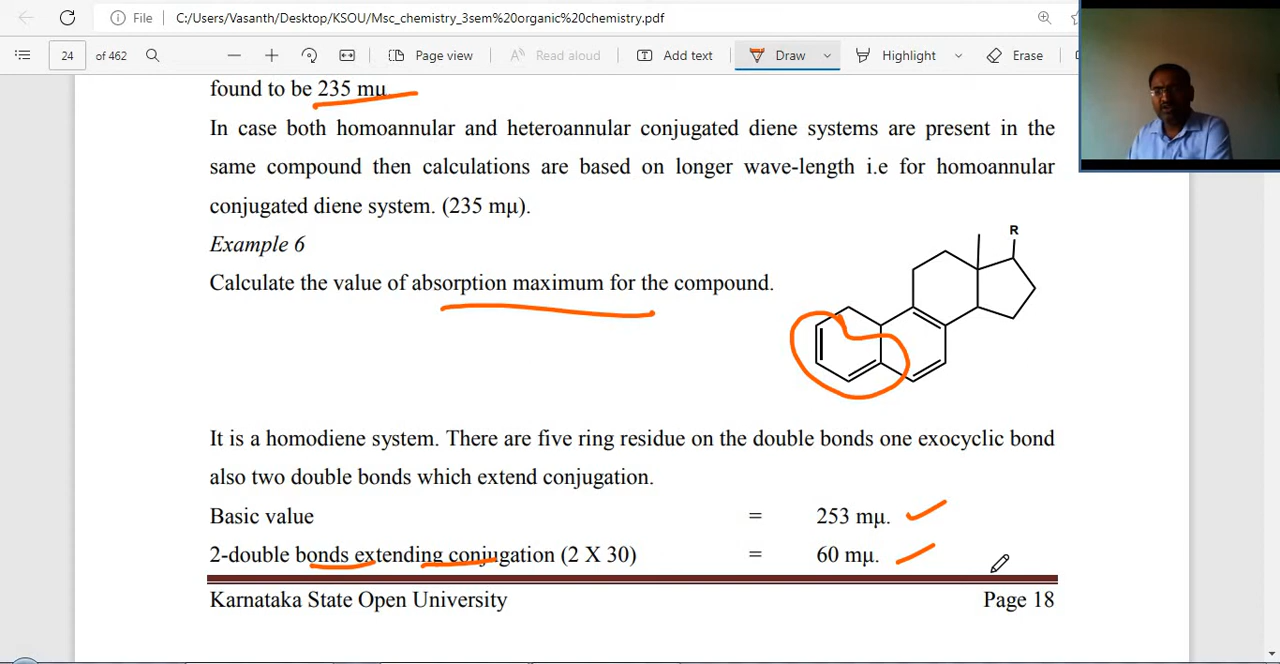 File C:/Users/Vasanth/Desktop/KSOU/Msc_chemistry_3sem%20organic%20chemistry.pdf
24 of 462 Page view Read aloud Add text Draw Highlight Erase
found to be 235 mμ
In case both homoannular and heteroannular conjugated diene systems are present in the
same compound then calculations are based on longer wave-length i.e for homoannular
conjugated diene system. (235 mμ).
Example 6
R
Calculate the value of absorption maximum for the compound.
It is a homodiene system. There are five ring residue on the double bonds one exocyclic bond
also two double bonds which extend conjugation.
Basic value = 253 mμ.
2-double bonds extending conjugation (2 X 30) = 60 mμ.
Karnataka State Open University Page 18